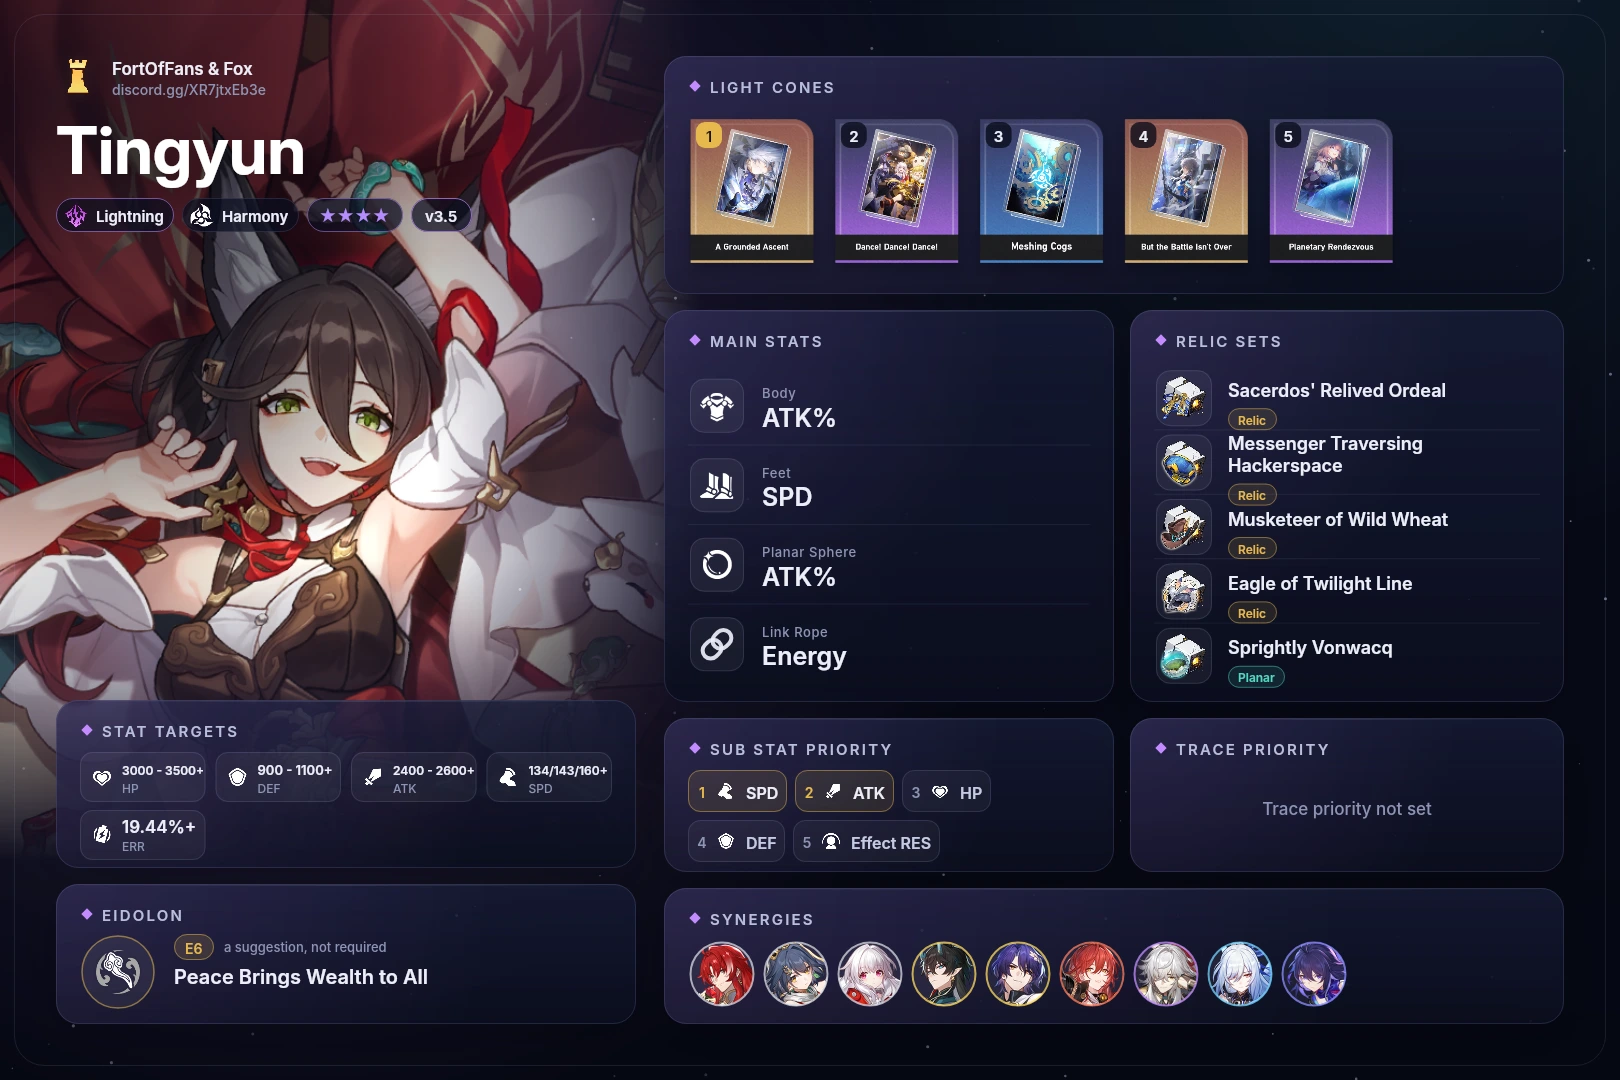 FortOfFans & Fox
discord.gg/XR7jtxEb3e
Tingyun
Lightning
Harmony
★★★★
v3.5
LIGHT CONES
1
2
3
4
5
A Grounded Ascent
Dance! Dance! Dance!
Meshing Cogs
But the Battle Isn't Over
Planetary Rendezvous
MAIN STATS
Body
ATK%
Feet
SPD
Planar Sphere
ATK%
Link Rope
Energy
RELIC SETS
Sacerdos' Relived Ordeal
Relic
Messenger Traversing
Hackerspace
Relic
Musketeer of Wild Wheat
Relic
Eagle of Twilight Line
Relic
Sprightly Vonwacq
Planar
STAT TARGETS
3000 - 3500+
HP
900 - 1100+
DEF
2400 - 2600+
ATK
134/143/160+
SPD
19.44%+
ERR
SUB STAT PRIORITY
1 SPD
2 ATK
3 HP
4 DEF
5 Effect RES
TRACE PRIORITY
Trace priority not set
EIDOLON
E6 a suggestion, not required
Peace Brings Wealth to All
SYNERGIES